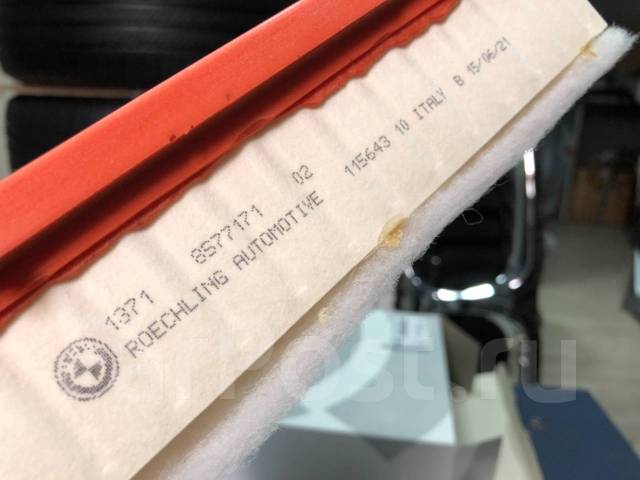 1371 8577171 02
ROECHLING AUTOMOTIVE 115643 10 ITALY B 15/06/21